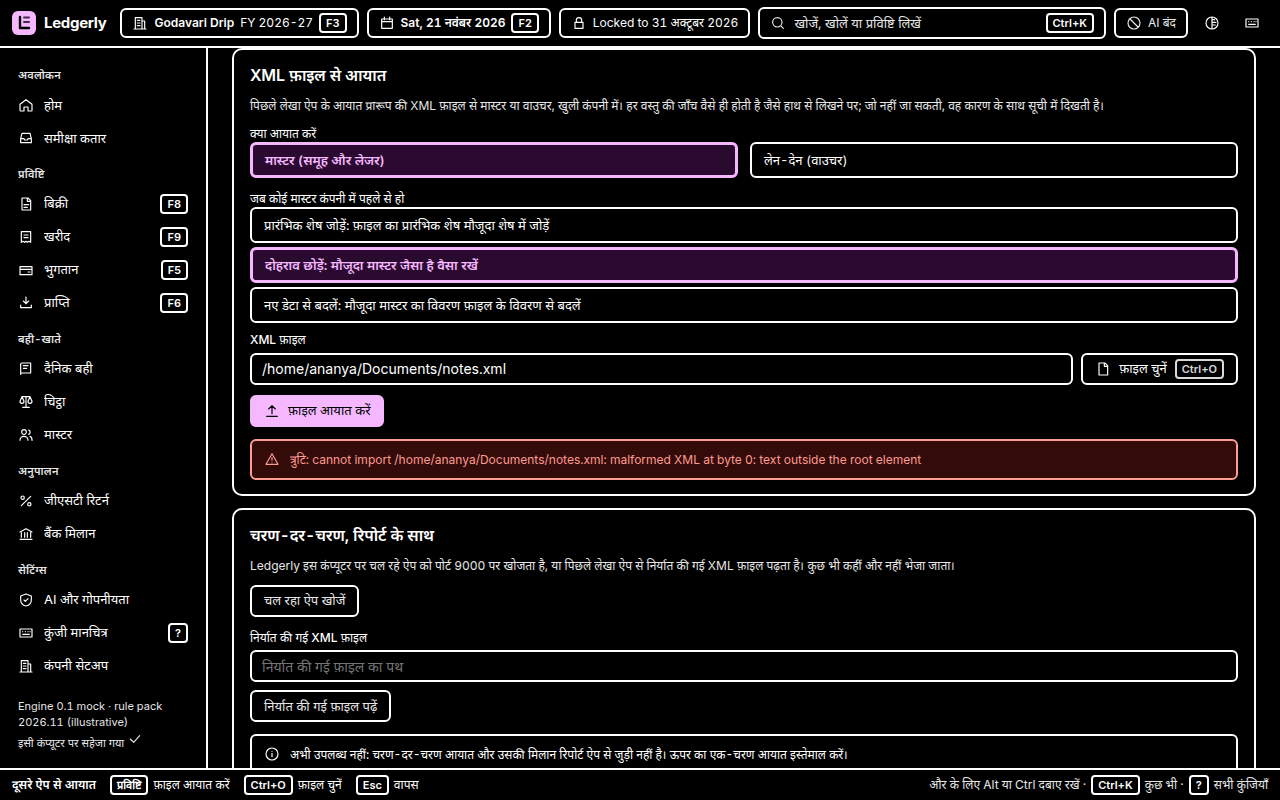 Ledgerly
Godavari Drip FY 2026-27 F3
Sat, 21 नवंबर 2026 F2
Locked to 31 अक्टूबर 2026
खोजें, खोलें या प्रविष्टि लिखें Ctrl+K
AI बंद
अवलोकन
होम
समीक्षा कतार
प्रविष्टि
बिक्री F8
खरीद F9
भुगतान F5
प्राप्ति F6
बही-खाते
दैनिक बही
चिट्ठा
मास्टर
अनुपालन
जीएसटी रिटर्न
बैंक मिलान
सेटिंग्स
AI और गोपनीयता
कुंजी मानचित्र ?
कंपनी सेटअप
Engine 0.1 mock · rule pack
2026.11 (illustrative)
इसी कंप्यूटर पर सहेजा गया
XML फ़ाइल से आयात
पिछले लेखा ऐप के आयात प्रारूप की XML फ़ाइल से मास्टर या वाउचर, खुली कंपनी में। हर वस्तु की जाँच वैसे ही होती है जैसे हाथ से लिखने पर; जो नहीं जा सकती, वह कारण के साथ सूची में दिखती है।
क्या आयात करें
मास्टर (समूह और लेजर)
लेन-देन (वाउचर)
जब कोई मास्टर कंपनी में पहले से हो
प्रारंभिक शेष जोड़ें: फ़ाइल का प्रारंभिक शेष मौजूदा शेष में जोड़ें
दोहराव छोड़ें: मौजूदा मास्टर जैसा है वैसा रखें
नए डेटा से बदलें: मौजूदा मास्टर का विवरण फ़ाइल के विवरण से बदलें
XML फ़ाइल
/home/ananya/Documents/notes.xml
फ़ाइल चुनें Ctrl+O
फ़ाइल आयात करें
त्रुटि: cannot import /home/ananya/Documents/notes.xml: malformed XML at byte 0: text outside the root element
चरण-दर-चरण, रिपोर्ट के साथ
Ledgerly इस कंप्यूटर पर चल रहे ऐप को पोर्ट 9000 पर खोजता है, या पिछले लेखा ऐप से निर्यात की गई XML फ़ाइल पढ़ता है। कुछ भी कहीं और नहीं भेजा जाता।
चल रहा ऐप खोजें
निर्यात की गई XML फ़ाइल
निर्यात की गई फ़ाइल का पथ
निर्यात की गई फ़ाइल पढ़ें
अभी उपलब्ध नहीं: चरण-दर-चरण आयात और उसकी मिलान रिपोर्ट ऐप से जुड़ी नहीं है। ऊपर का एक-चरण आयात इस्तेमाल करें।
दूसरे ऐप से आयात प्रविष्टि फ़ाइल आयात करें Ctrl+O फ़ाइल चुनें Esc वापस
और के लिए Alt या Ctrl दबाए रखें · Ctrl+K कुछ भी · ? सभी कुंजियाँ